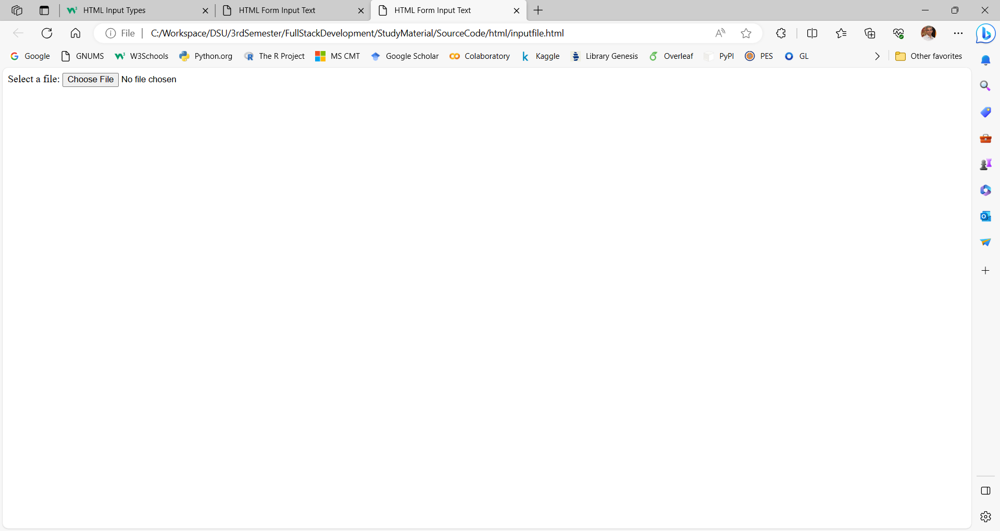 HTML Input Types HTML Form Input Text HTML Form Input Text
File C:/Workspace/DSU/3rdSemester/FullStackDevelopment/StudyMaterial/SourceCode/html/inputfile.html
Google GNUMS W3Schools Python.org The R Project MS CMT Google Scholar Colaboratory Kaggle Library Genesis Overleaf PyPI PES GL Other favorites
Select a file: Choose File No file chosen